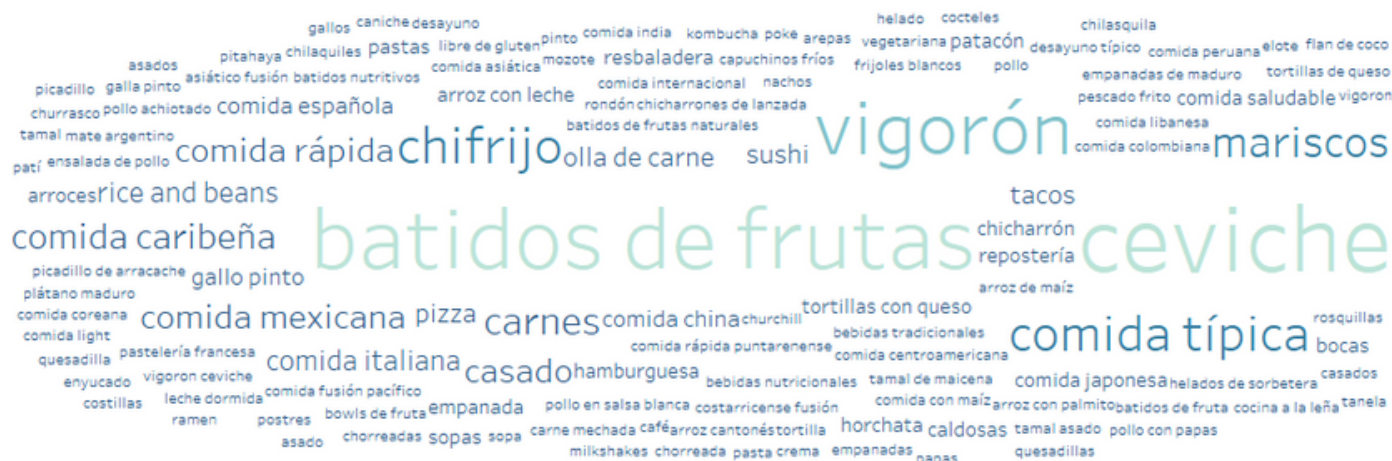 gallos caniche desayuno helado cocteles chilasquila
pitahaya chilaquiles pastas libre de gluten pinto comida india kombucha poke arepas vegetariana patacón desayuno típico comida peruana elote flan de coco
asados asiático fusión batidos nutritivos comida asiática mozote resbaladera capuchinos fríos frijoles blancos pollo empanadas de maduro tortillas de queso
picadillo galla pinto arroz con leche comida internacional nachos pescado frito comida saludable vigoron
churrasco pollo achiotado comida española rondón chicharrones de lanzada comida libanesa
tamal mate argentino batidos de frutas naturales
comida rápida chifrijo olla de carne sushi vigorón comida colombiana mariscos
patí ensalada de pollo
arroces rice and beans tacos
comida caribeña batidos de frutas chicharrón ceviche
repostería
picadillo de arracache gallo pinto arroz de maíz
plátano maduro
comida coreana comida mexicana pizza carnes comida china churchill tortillas con queso comida típica rosquillas
comida light bebidas tradicionales bocas
quesadilla pastelería francesa comida italiana comida rápida puntarenense comida centroamericana
enyucado vigoron ceviche casado hamburguesa bebidas nutricionales tamal de maicena comida japonesa helados de sorbetera casados
costillas leche dormida comida fusión pacífico comida con maíz arroz con palmito batidos de fruta cocina a la leña tanela
ramen postres bowls de fruta empanada pollo en salsa blanca costarricense fusión
asado chorreadas sopas sopa carne mechada café arroz cantonés tortilla horchata caldosas tamal asado pollo con papas
milkshakes chorreada pasta crema empanadas papas quesadillas